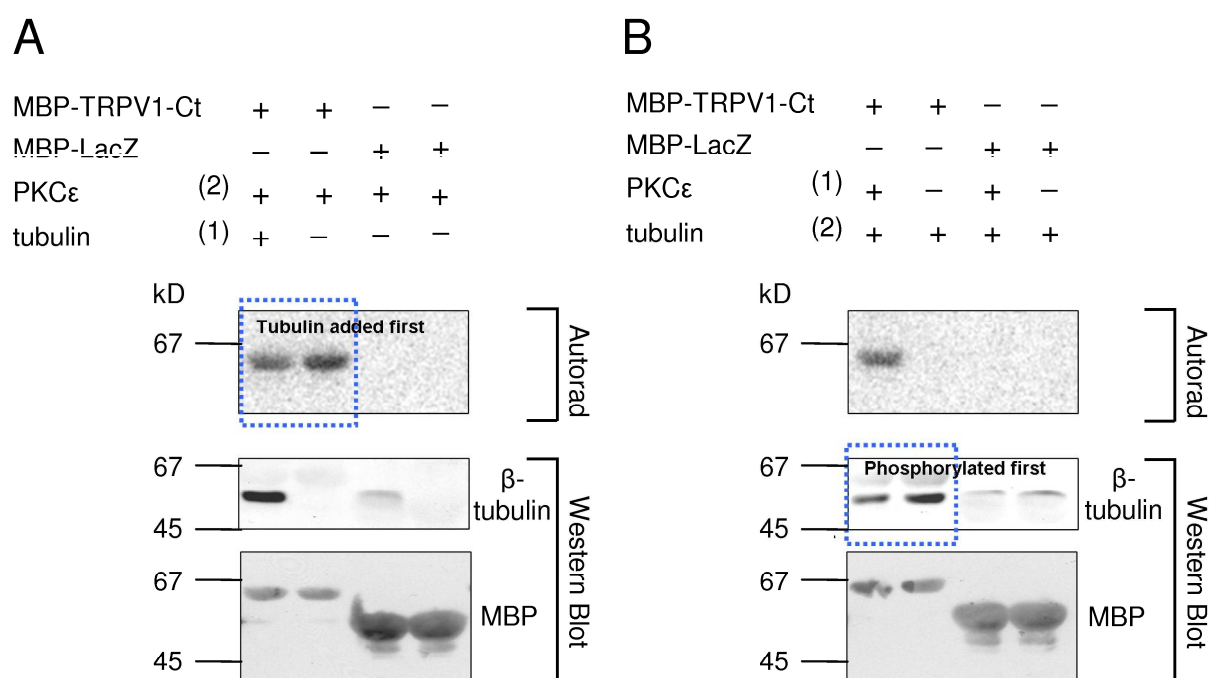 A
MBP-TRPV1-Ct + + – –
MBP-LacZ – – + +
PKCε (2) + + + +
tubulin (1) + – – –
kD
67
Tubulin added first
Autorad
67
45
β-
tubulin
67
45
MBP
Western Blot
B
MBP-TRPV1-Ct + + – –
MBP-LacZ – – + +
PKCε (1) + – + –
tubulin (2) + + + +
kD
67
Autorad
67
45
Phosphorylated first
β-
tubulin
67
45
MBP
Western Blot